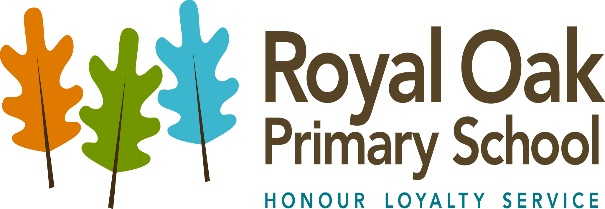 Royal Oak
Primary School
HONOUR LOYALTY SERVICE